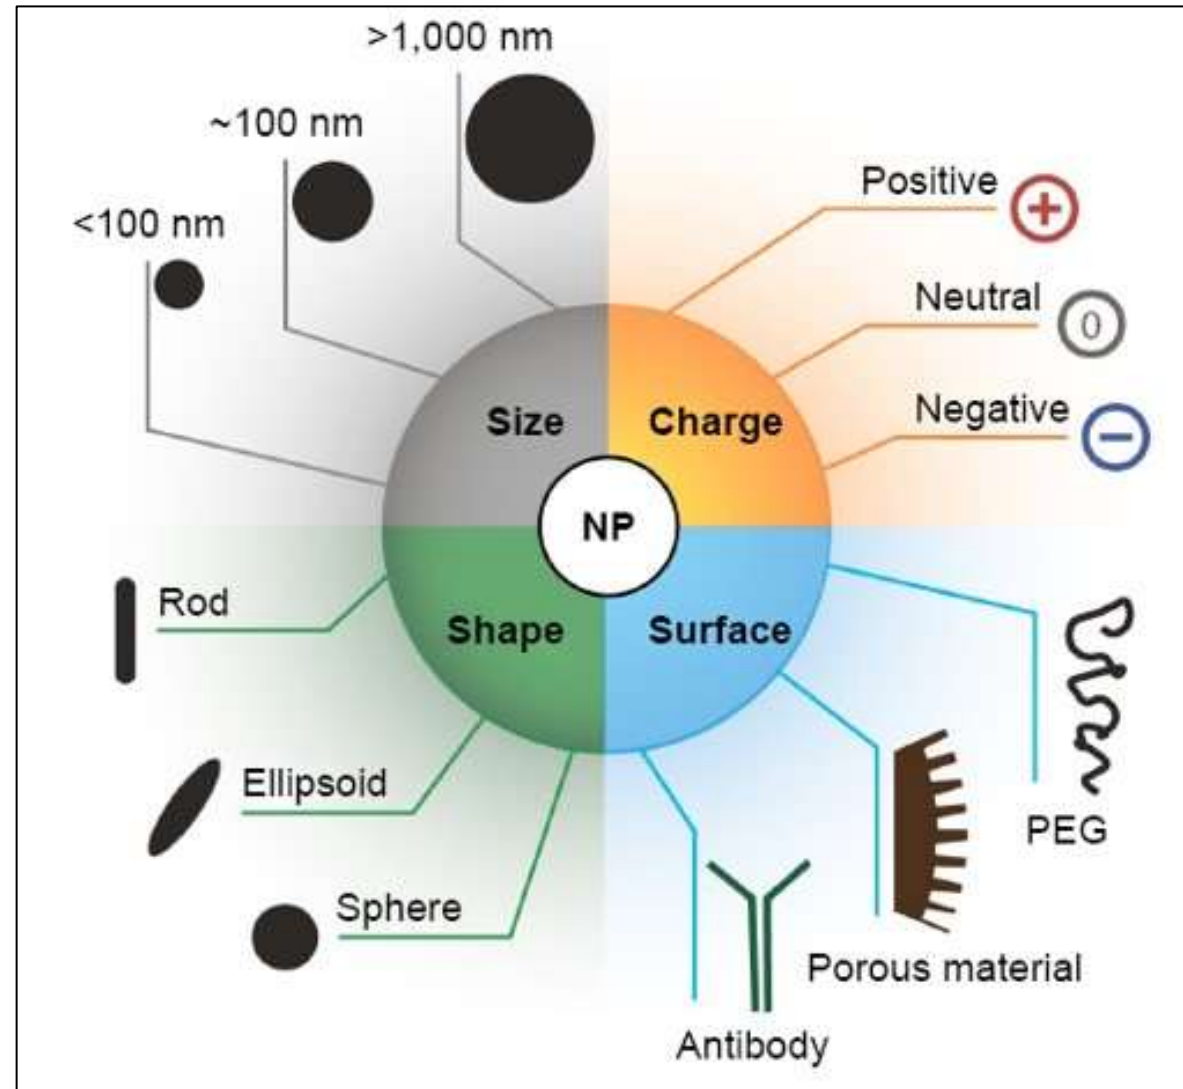 >1,000 nm
~100 nm
<100 nm
Positive
+
Neutral
0
Negative
−
Size
Charge
NP
Shape
Surface
Rod
Ellipsoid
Sphere
PEG
Porous material
Antibody